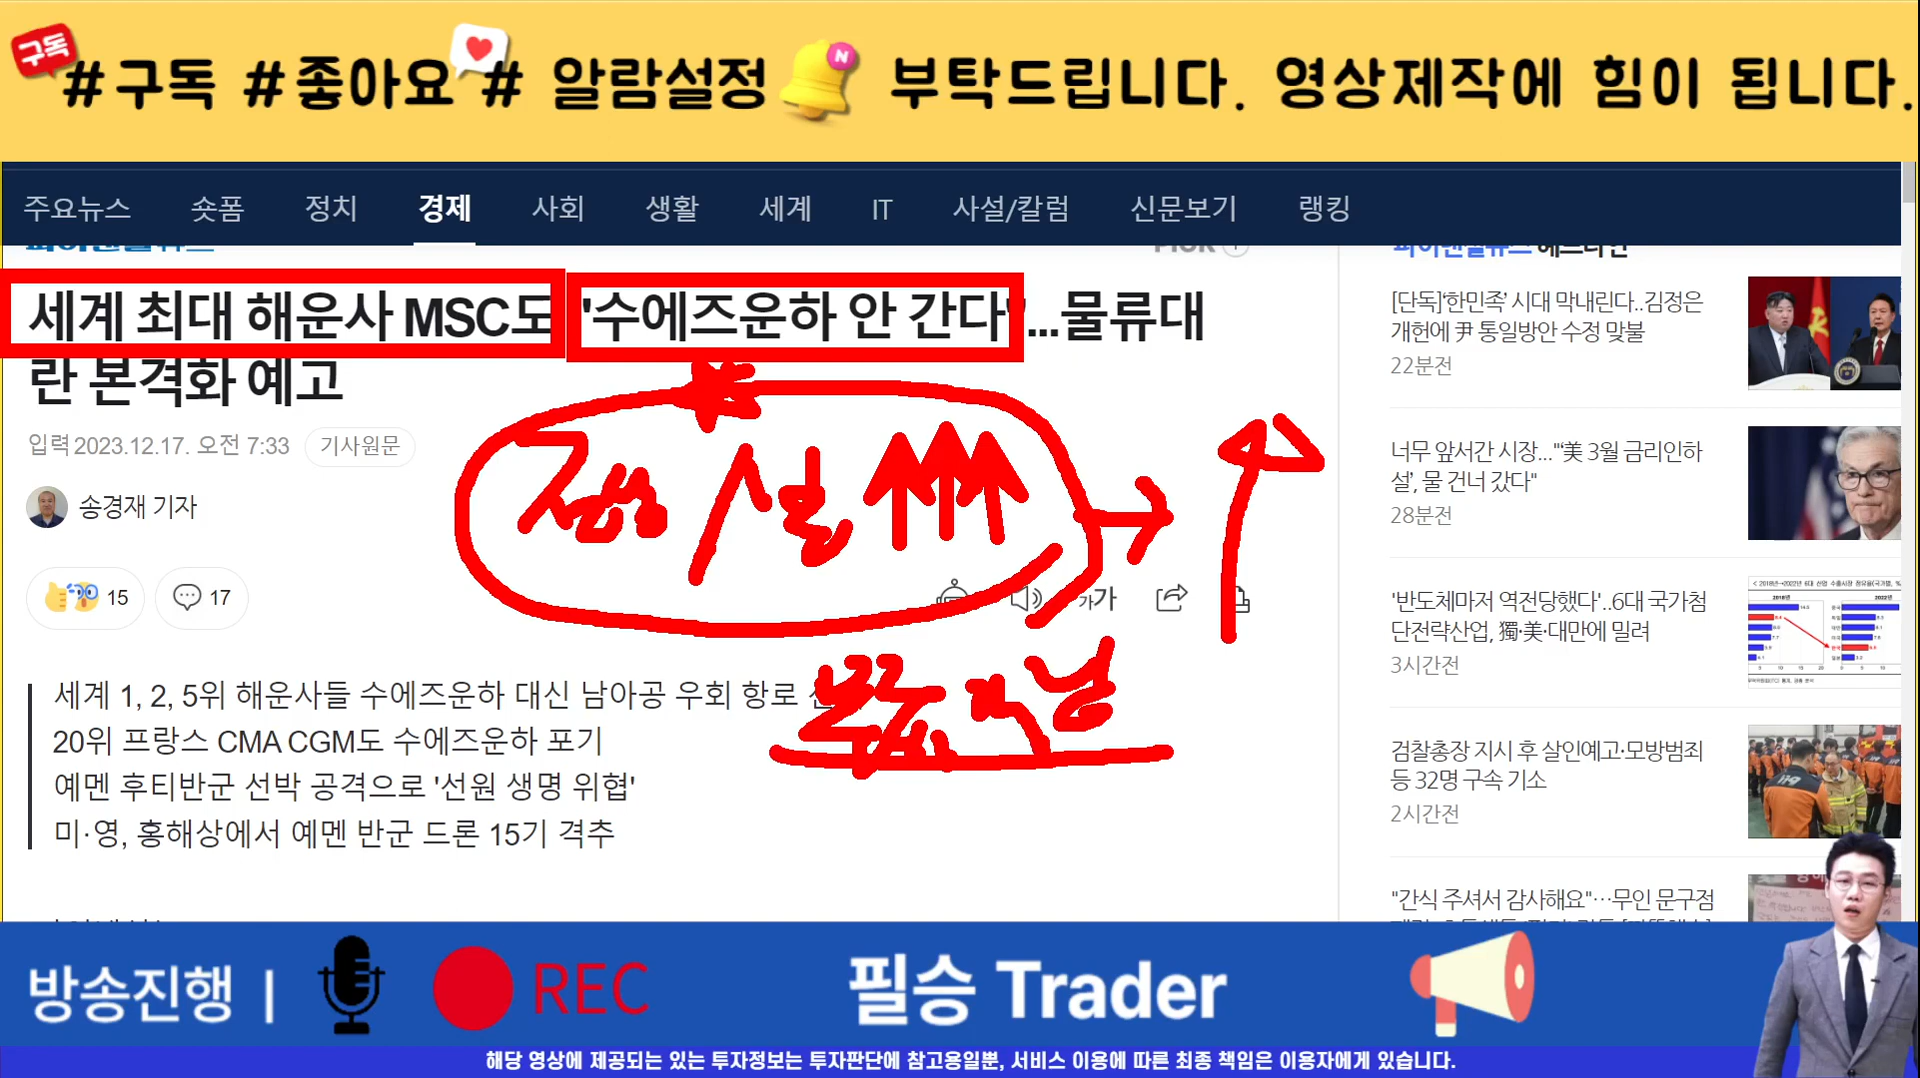 구독
#구독 #좋아요 # 알람설정 N 부탁드립니다. 영상제작에 힘이 됩니다.
주요뉴스 숏폼 정치 경제 사회 생활 세계 IT 사설/칼럼 신문보기 랭킹
세계 최대 해운사 MSC도 '수에즈운하 안 간다'...물류대
란 본격화 예고
입력 2023.12.17. 오전 7:33 기사원문
송경재 기자
15 17
가가
세계 1, 2, 5위 해운사들 수에즈운하 대신 남아공 우회 항로
20위 프랑스 CMA CGM도 수에즈운하 포기
예멘 후티반군 선박 공격으로 '선원 생명 위협'
미·영, 홍해상에서 예멘 반군 드론 15기 격추
[단독]'한민족' 시대 막내린다..김정은
개헌에 尹 통일방안 수정 맞불
22분전
너무 앞서간 시장..."'美 3월 금리인하
설', 물 건너 갔다"
28분전
'반도체마저 역전당했다'..6대 국가첨
단전략산업, 獨·美·대만에 밀려
3시간전
검찰총장 지시 후 살인예고·모방범죄
등 32명 구속 기소
2시간전
"간식 주셔서 감사해요"…무인 문구점
방송진행 | REC 필승 Trader
해당 영상에 제공되는 있는 투자정보는 투자판단에 참고용일뿐, 서비스 이용에 따른 최종 책임은 이용자에게 있습니다.